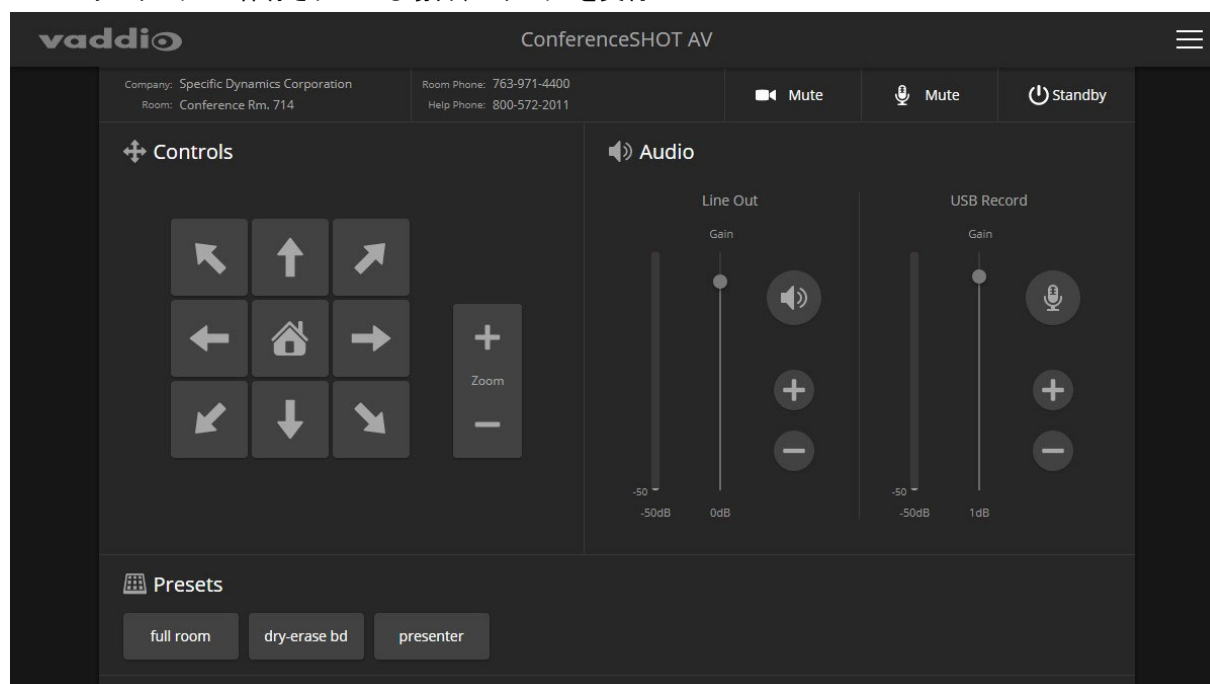 vaddio
ConferenceSHOT AV
Company: Specific Dynamics Corporation
Room: Conference Rm. 714
Room Phone: 763-971-4400
Help Phone: 800-572-2011
Mute
Mute
Standby
Controls
Zoom
Audio
Line Out
Gain
-50
-50dB 0dB
USB Record
Gain
-50
-50dB 1dB
Presets
full room
dry-erase bd
presenter